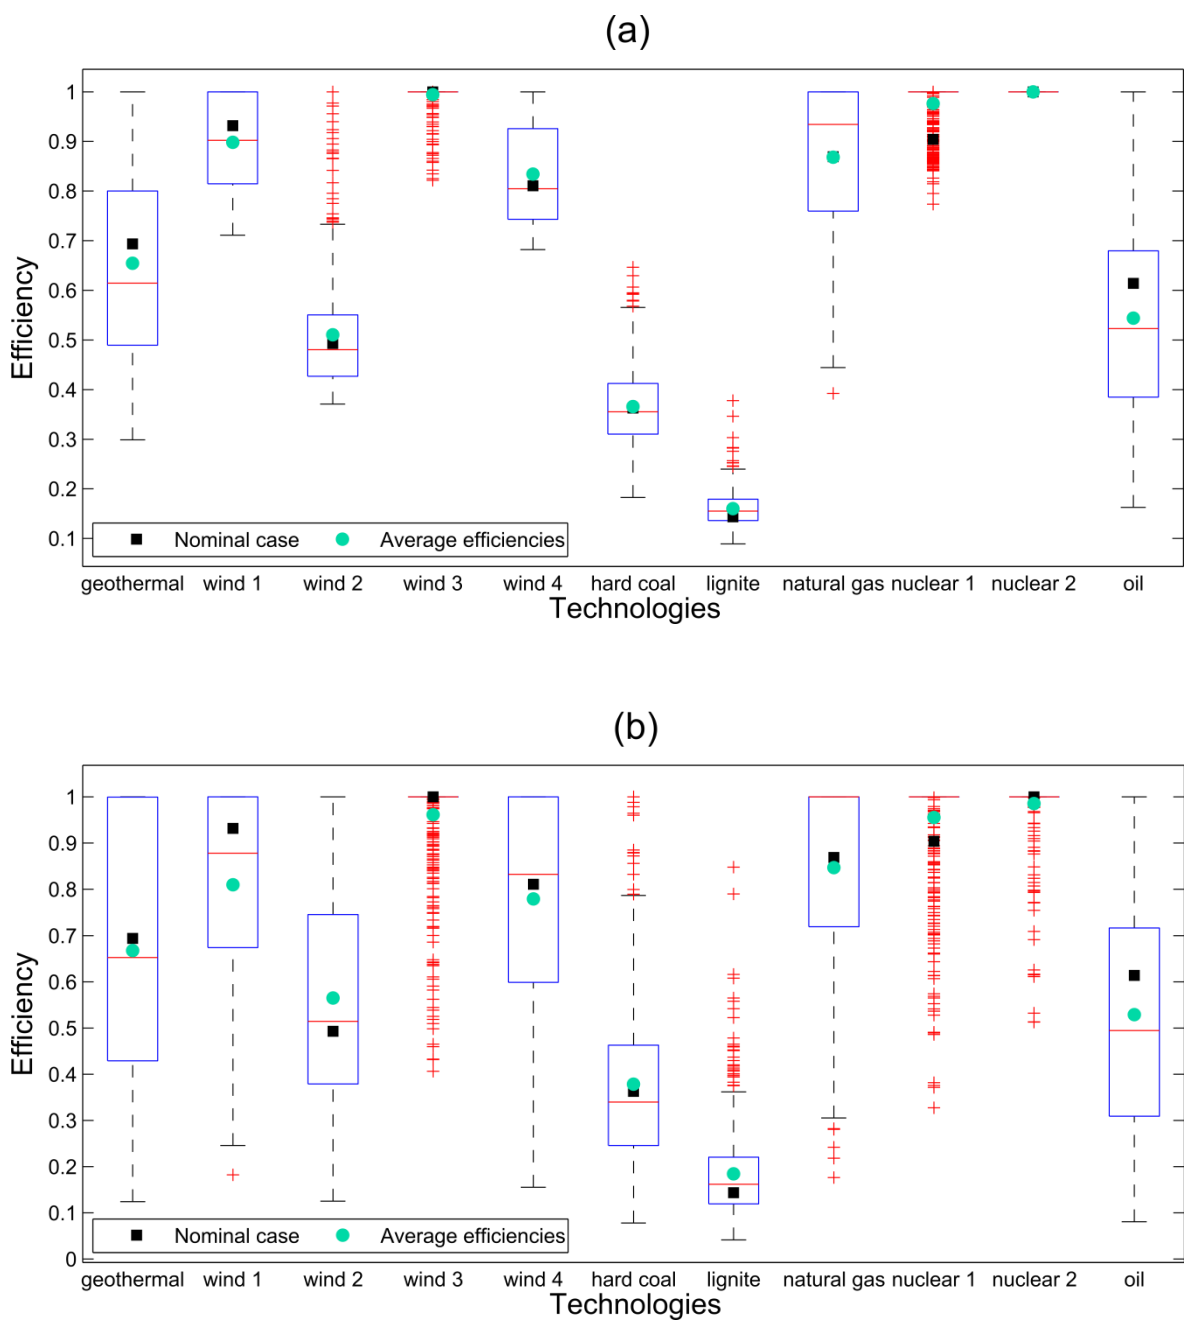 (a)
1
0.9
0.8
0.7
0.6
0.5
0.4
0.3
0.2
0.1
Efficiency
Nominal case Average efficiencies
geothermal wind 1 wind 2 wind 3 wind 4 hard coal lignite natural gas nuclear 1 nuclear 2 oil
Technologies
(b)
1
0.9
0.8
0.7
0.6
0.5
0.4
0.3
0.2
0.1
0
Efficiency
Nominal case Average efficiencies
geothermal wind 1 wind 2 wind 3 wind 4 hard coal lignite natural gas nuclear 1 nuclear 2 oil
Technologies